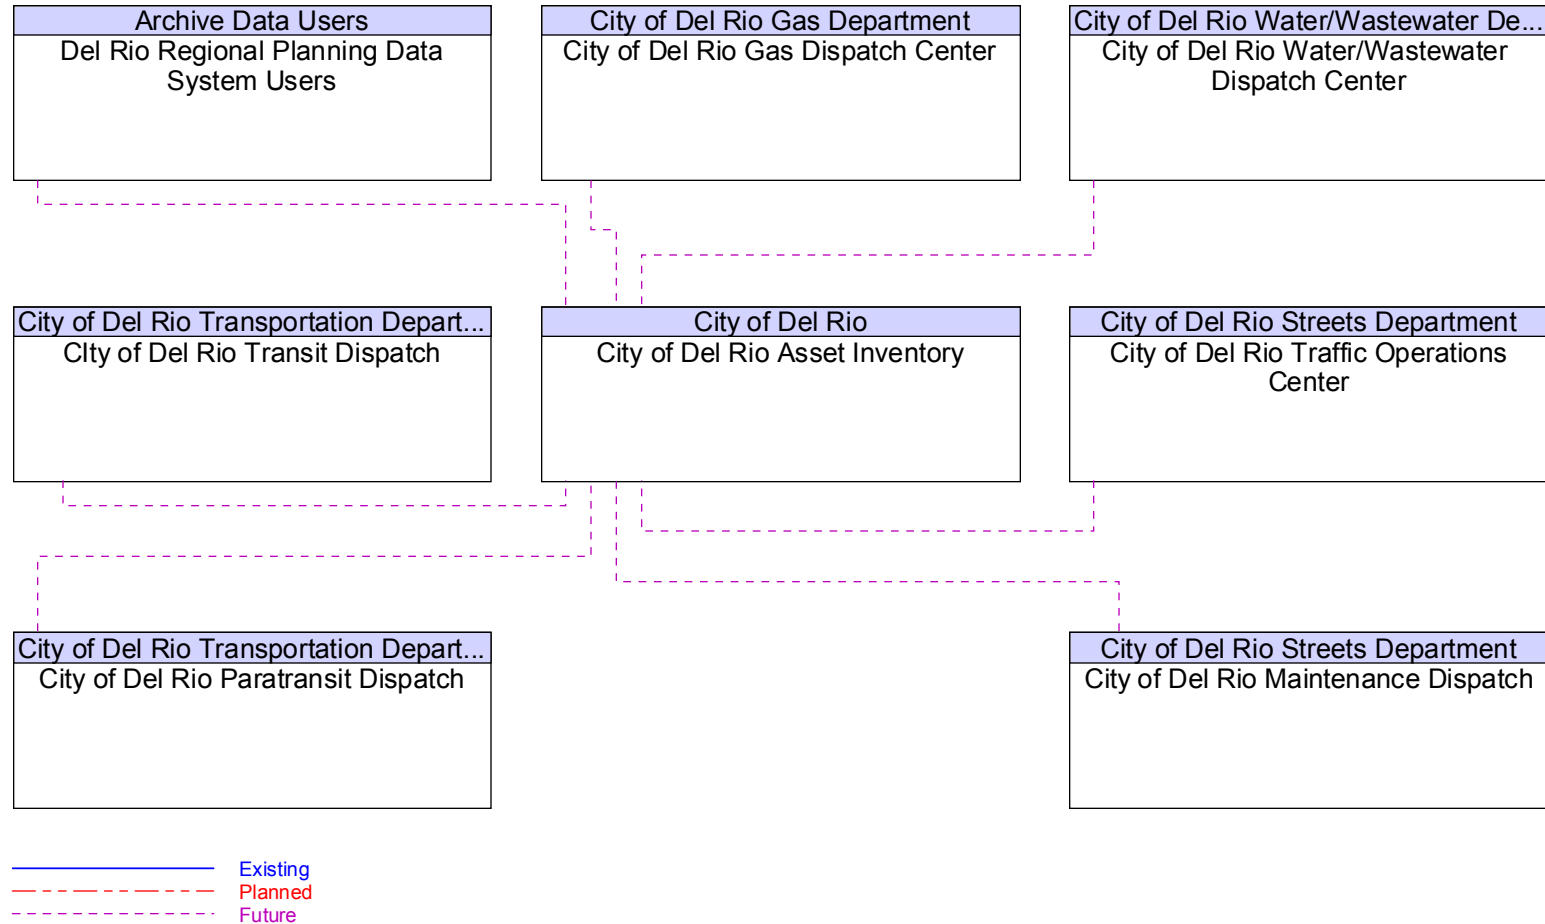 Archive Data Users
Del Rio Regional Planning Data
System Users
City of Del Rio Gas Department
City of Del Rio Gas Dispatch Center
City of Del Rio Water/Wastewater De...
City of Del Rio Water/Wastewater
Dispatch Center
City of Del Rio Transportation Depart...
CIty of Del Rio Transit Dispatch
City of Del Rio
City of Del Rio Asset Inventory
City of Del Rio Streets Department
City of Del Rio Traffic Operations
Center
City of Del Rio Transportation Depart...
City of Del Rio Paratransit Dispatch
City of Del Rio Streets Department
City of Del Rio Maintenance Dispatch
Existing
Planned
Future